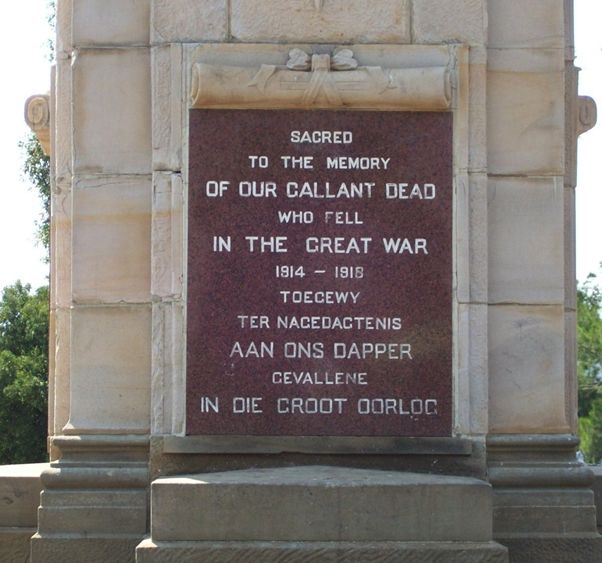 SACRED
TO THE MEMORY
OF OUR GALLANT DEAD
WHO FELL
IN THE GREAT WAR
1914 – 1918
TOEGEWY
TER NAGEDACTENIS
AAN ONS DAPPER
GEVALLENE
IN DIE GROOT OORLOG